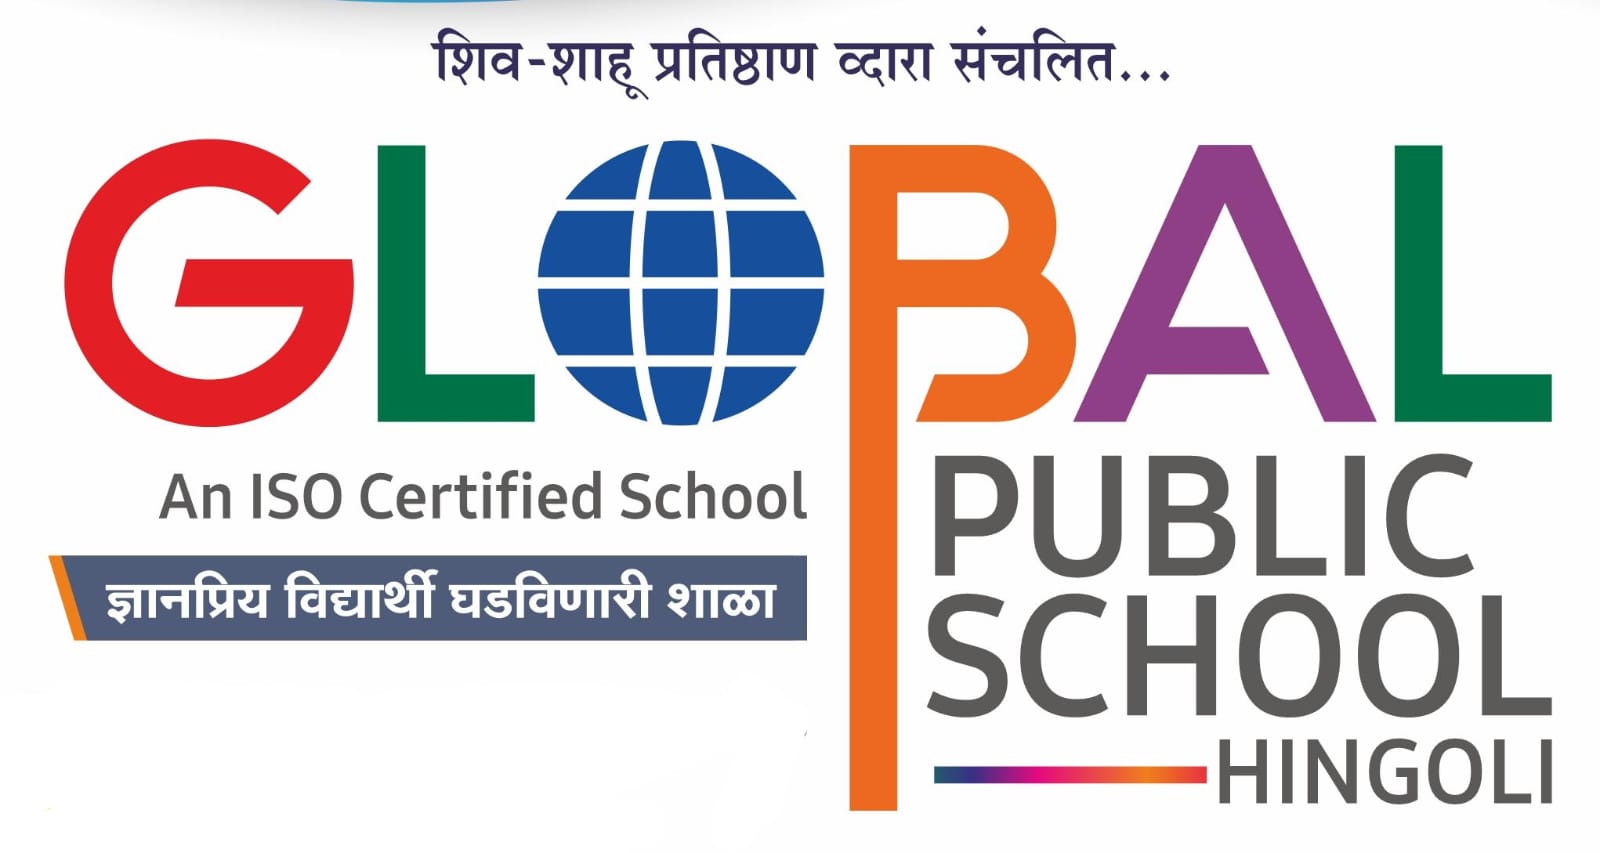 शिव-शाहू प्रतिष्ठाण व्दारा संचलित...
GLOBAL
An ISO Certified School
ज्ञानप्रिय विद्यार्थी घडविणारी शाळा
PUBLIC
SCHOOL
HINGOLI